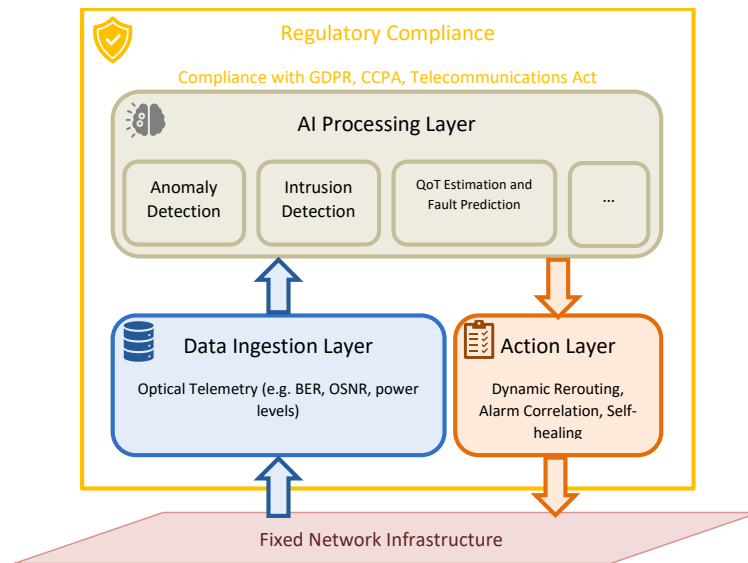 Regulatory Compliance
Compliance with GDPR, CCPA, Telecommunications Act
AI Processing Layer
Anomaly
Detection
Intrusion
Detection
QoT Estimation and
Fault Prediction
...
Data Ingestion Layer
Optical Telemetry (e.g. BER, OSNR, power
levels)
Action Layer
Dynamic Rerouting,
Alarm Correlation, Self-
healing
Fixed Network Infrastructure